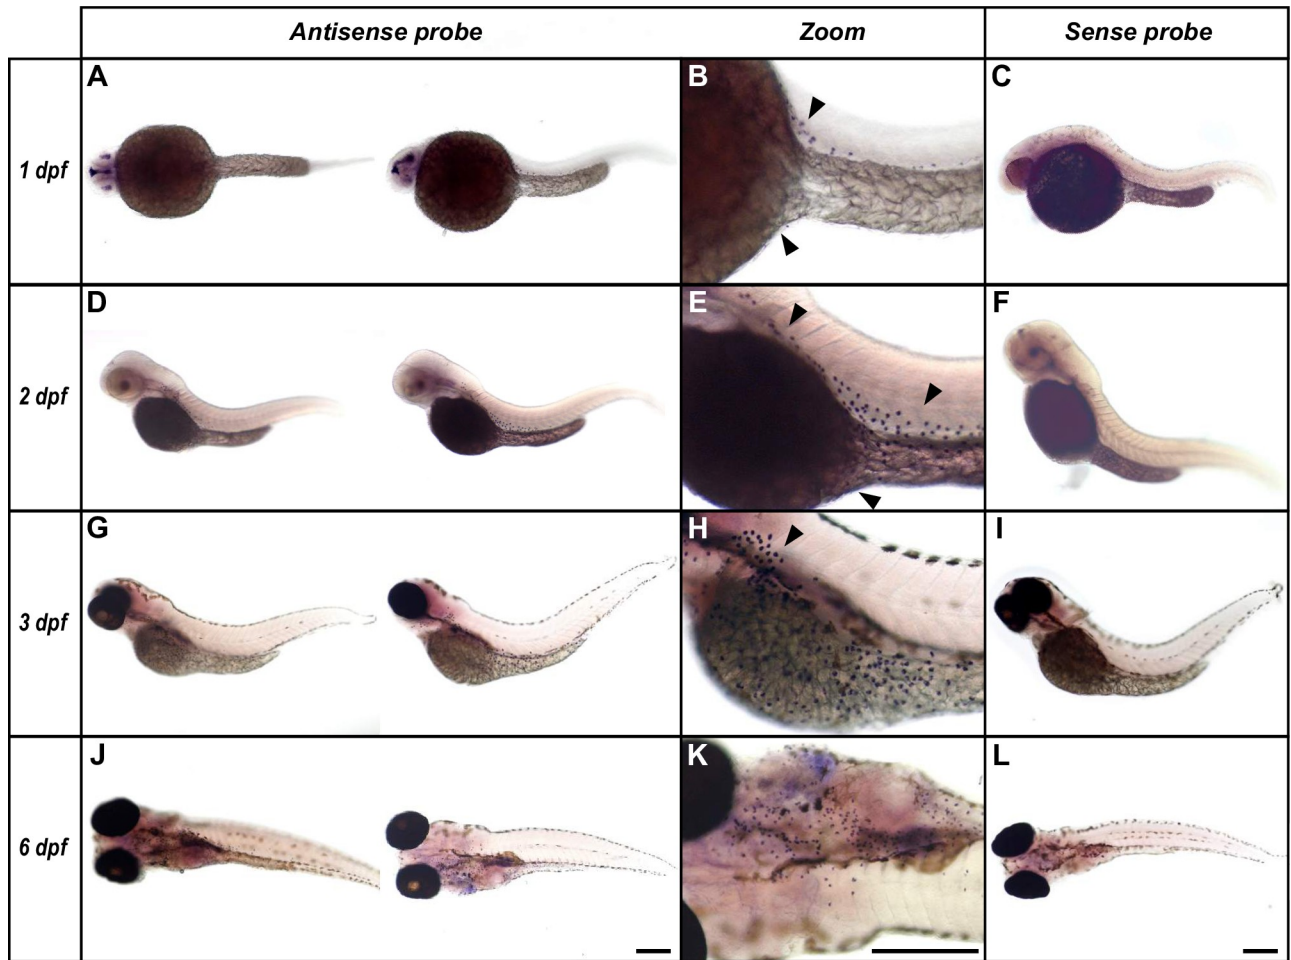 Antisense probe Zoom Sense probe
1 dpf A B C
2 dpf D E F
3 dpf G H I
6 dpf J K L